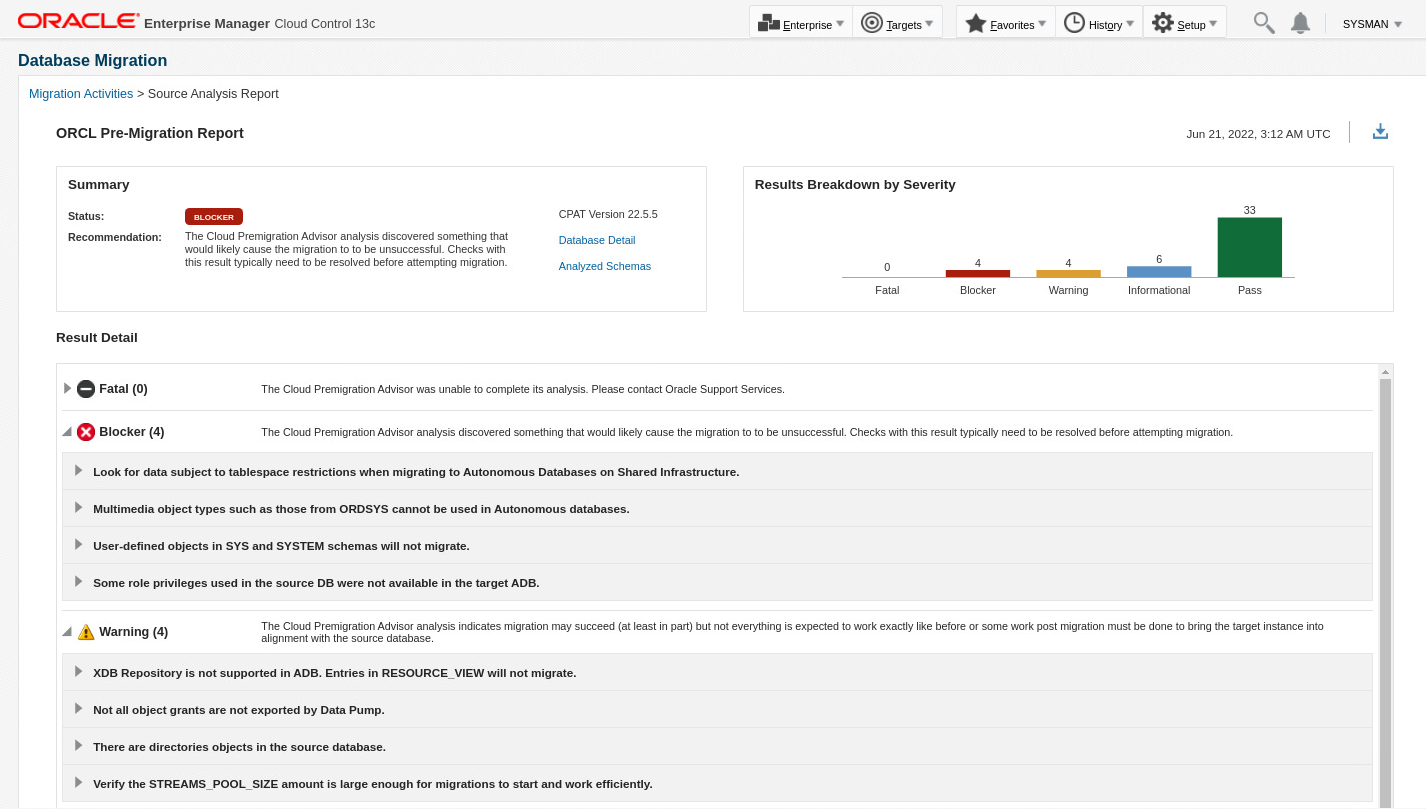 ORACLE Enterprise Manager Cloud Control 13c
Enterprise Targets Favorites History Setup SYSMAN
Database Migration
Migration Activities > Source Analysis Report
ORCL Pre-Migration Report
Jun 21, 2022, 3:12 AM UTC
Summary
Status: BLOCKER
Recommendation: The Cloud Premigration Advisor analysis discovered something that
would likely cause the migration to to be unsuccessful. Checks with
this result typically need to be resolved before attempting migration.
CPAT Version 22.5.5
Database Detail
Analyzed Schemas
Results Breakdown by Severity
0 4 4 6 33
Fatal Blocker Warning Informational Pass
Result Detail
Fatal (0) The Cloud Premigration Advisor was unable to complete its analysis. Please contact Oracle Support Services.
Blocker (4) The Cloud Premigration Advisor analysis discovered something that would likely cause the migration to to be unsuccessful. Checks with this result typically need to be resolved before attempting migration.
Look for data subject to tablespace restrictions when migrating to Autonomous Databases on Shared Infrastructure.
Multimedia object types such as those from ORDSYS cannot be used in Autonomous databases.
User-defined objects in SYS and SYSTEM schemas will not migrate.
Some role privileges used in the source DB were not available in the target ADB.
Warning (4) The Cloud Premigration Advisor analysis indicates migration may succeed (at least in part) but not everything is expected to work exactly like before or some work post migration must be done to bring the target instance into
alignment with the source database.
XDB Repository is not supported in ADB. Entries in RESOURCE_VIEW will not migrate.
Not all object grants are not exported by Data Pump.
There are directories objects in the source database.
Verify the STREAMS_POOL_SIZE amount is large enough for migrations to start and work efficiently.